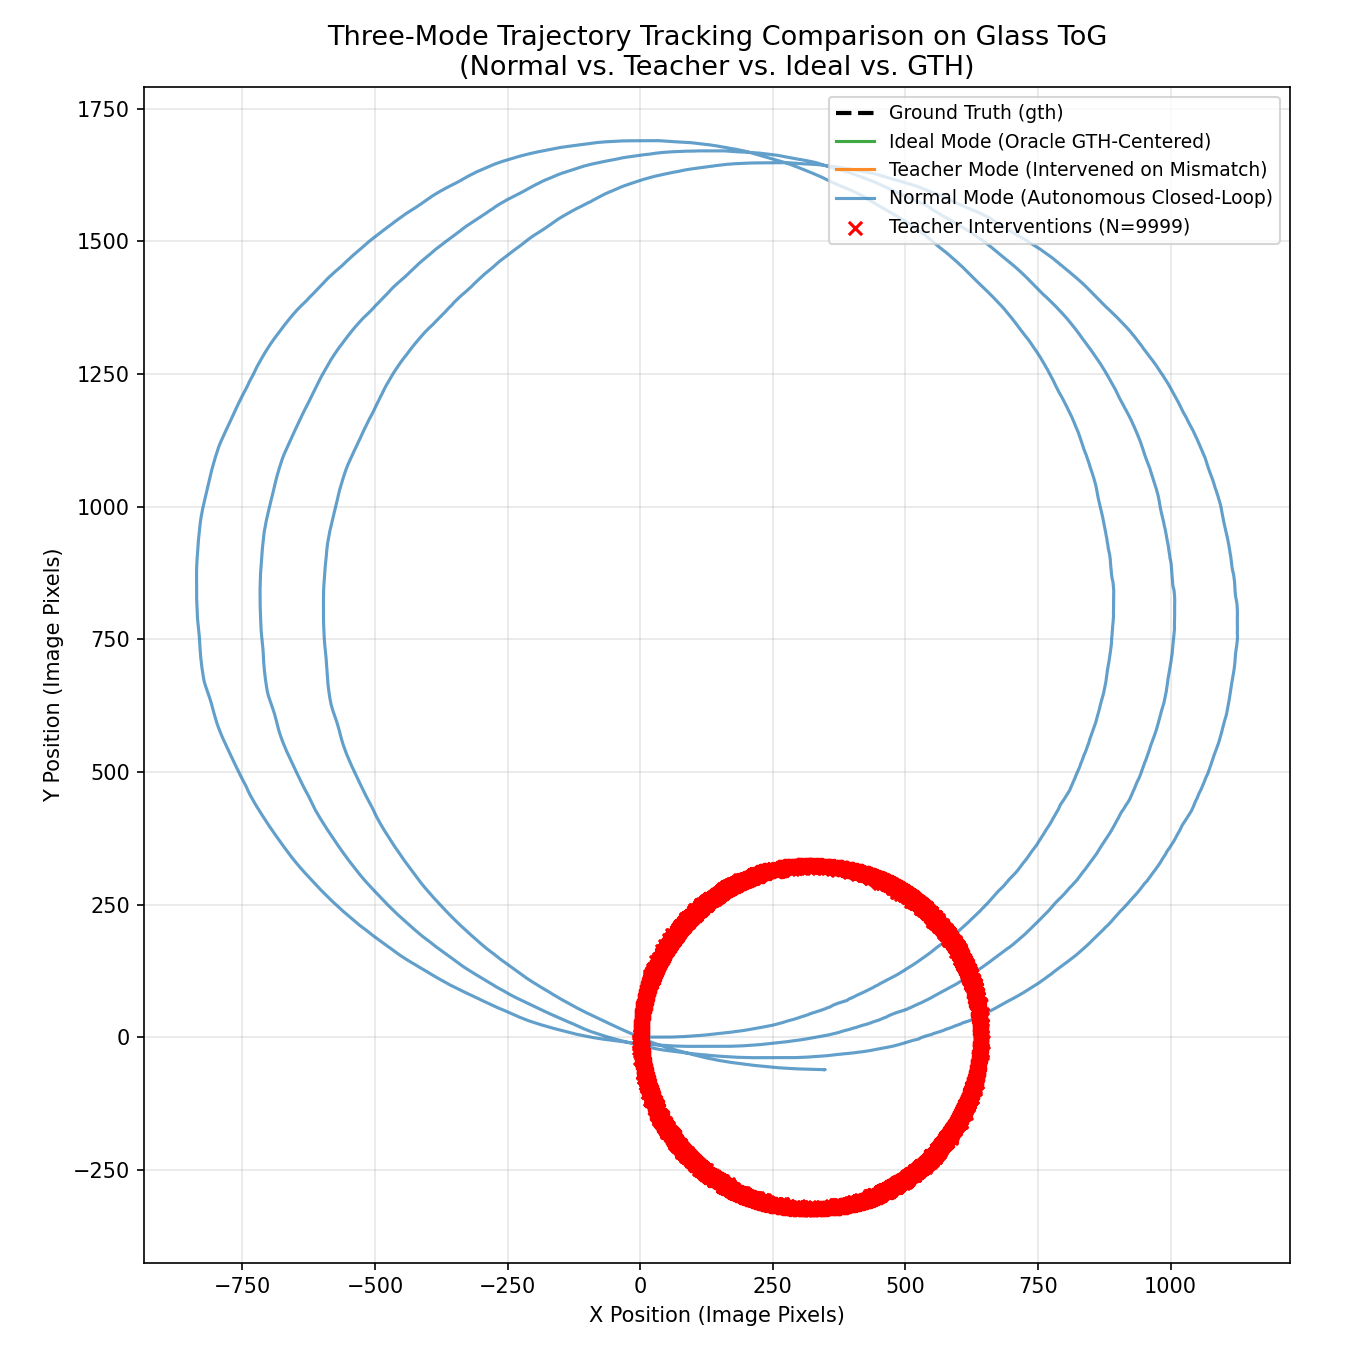 Three-Mode Trajectory Tracking Comparison on Glass ToG
(Normal vs. Teacher vs. Ideal vs. GTH)
Ground Truth (gth)
Ideal Mode (Oracle GTH-Centered)
Teacher Mode (Intervened on Mismatch)
Normal Mode (Autonomous Closed-Loop)
Teacher Interventions (N=9999)
Y Position (Image Pixels)
1750
1500
1250
1000
750
500
250
0
−250
−750 −500 −250 0 250 500 750 1000
X Position (Image Pixels)